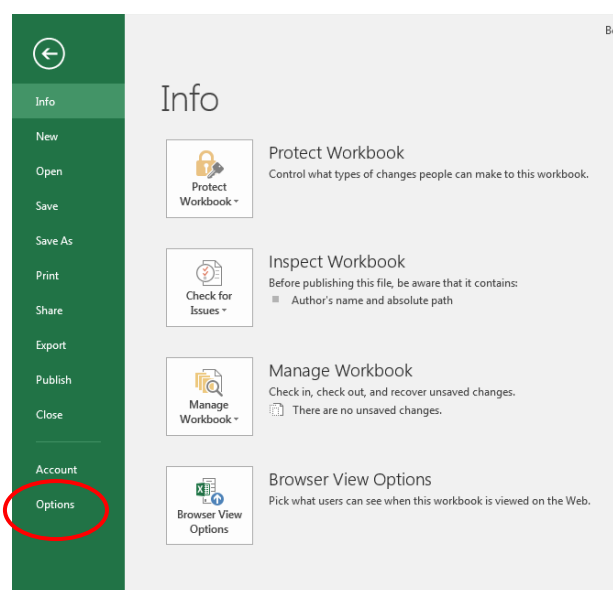 Info
New
Open
Save
Save As
Print
Share
Export
Publish
Close
Account
Options
Info
Protect
Workbook
Protect Workbook
Control what types of changes people can make to this workbook.
Check for
Issues
Inspect Workbook
Before publishing this file, be aware that it contains:
Author's name and absolute path
Manage
Workbook
Manage Workbook
Check in, check out, and recover unsaved changes.
There are no unsaved changes.
Browser View
Options
Browser View Options
Pick what users can see when this workbook is viewed on the Web.